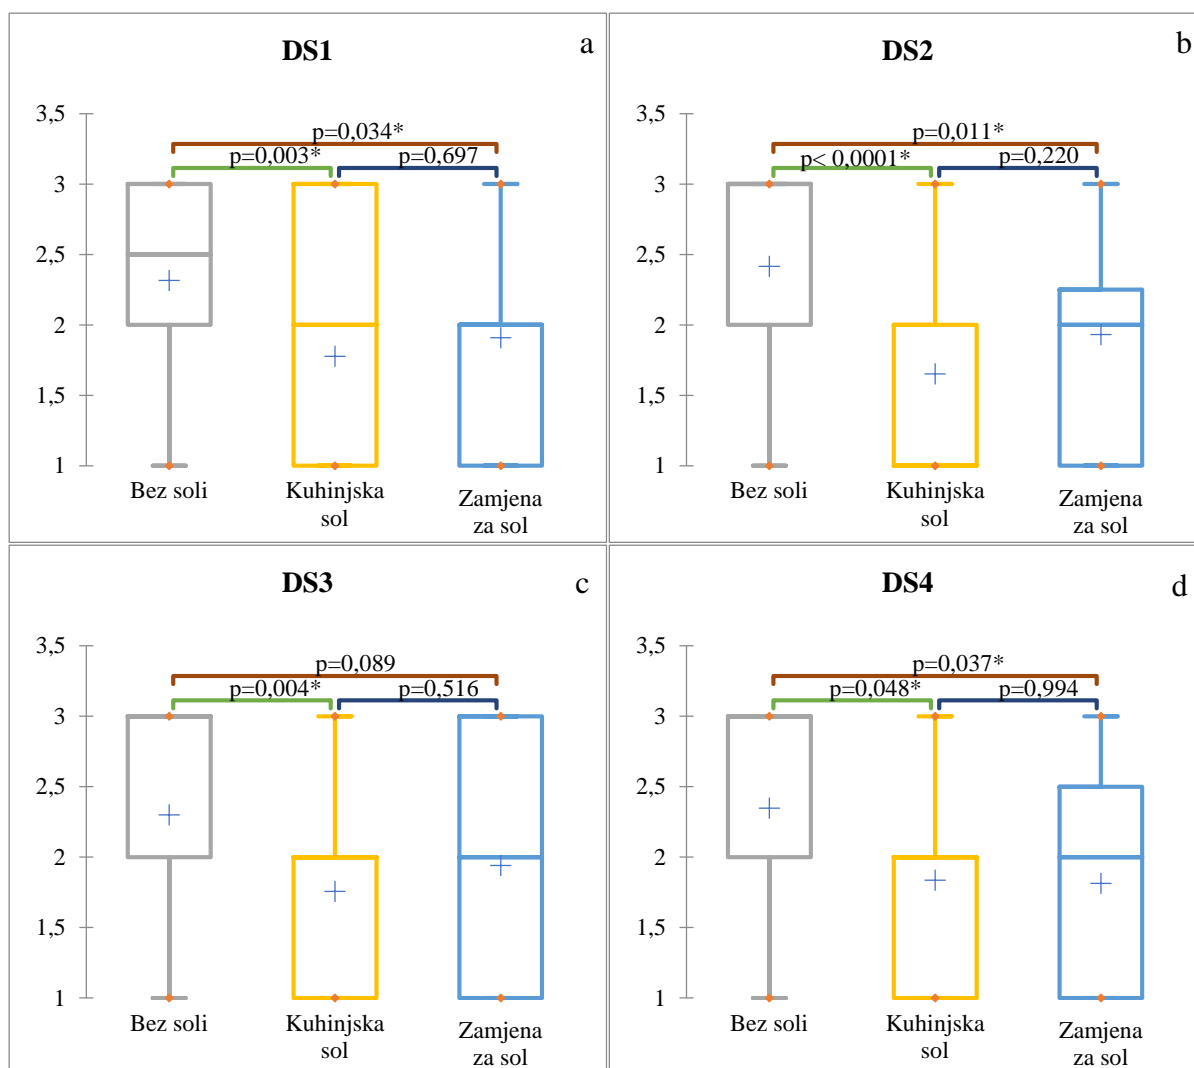 DS1
a
3,5
3
2,5
2
1,5
1
p=0,034*
p=0,003*
p=0,697
Bez soli
Kuhinjska
sol
Zamjena
za sol
DS2
b
3,5
3
2,5
2
1,5
1
p=0,011*
p< 0,0001*
p=0,220
Bez soli
Kuhinjska
sol
Zamjena
za sol
DS3
c
3,5
3
2,5
2
1,5
1
p=0,089
p=0,004*
p=0,516
Bez soli
Kuhinjska
sol
Zamjena
za sol
DS4
d
3,5
3
2,5
2
1,5
1
p=0,037*
p=0,048*
p=0,994
Bez soli
Kuhinjska
sol
Zamjena
za sol